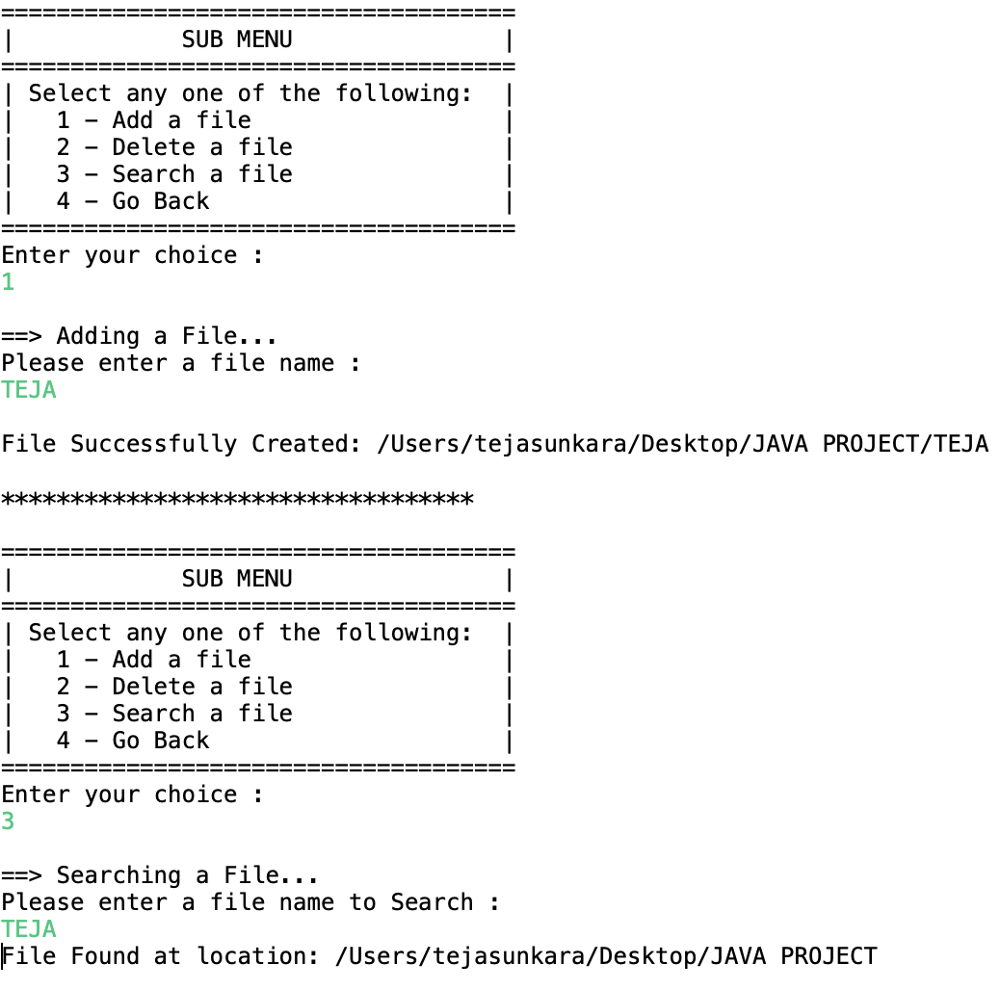 =====================================
|            SUB MENU               |
=====================================
| Select any one of the following:  |
|   1 – Add a file                  |
|   2 – Delete a file               |
|   3 – Search a file               |
|   4 – Go Back                     |
=====================================
Enter your choice :
1
==> Adding a File...
Please enter a file name :
TEJA
File Successfully Created: /Users/tejasunkara/Desktop/JAVA PROJECT/TEJA
**********************************
=====================================
|            SUB MENU               |
=====================================
| Select any one of the following:  |
|   1 – Add a file                  |
|   2 – Delete a file               |
|   3 – Search a file               |
|   4 – Go Back                     |
=====================================
Enter your choice :
3
==> Searching a File...
Please enter a file name to Search :
TEJA
File Found at location: /Users/tejasunkara/Desktop/JAVA PROJECT